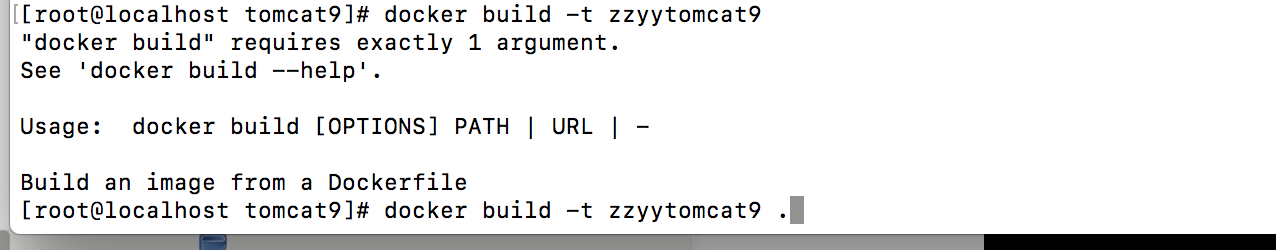 [[root@localhost tomcat9]# docker build -t zzyytomcat9
"docker build" requires exactly 1 argument.
See 'docker build --help'.
Usage:  docker build [OPTIONS] PATH | URL | -
Build an image from a Dockerfile
[root@localhost tomcat9]# docker build -t zzyytomcat9 .